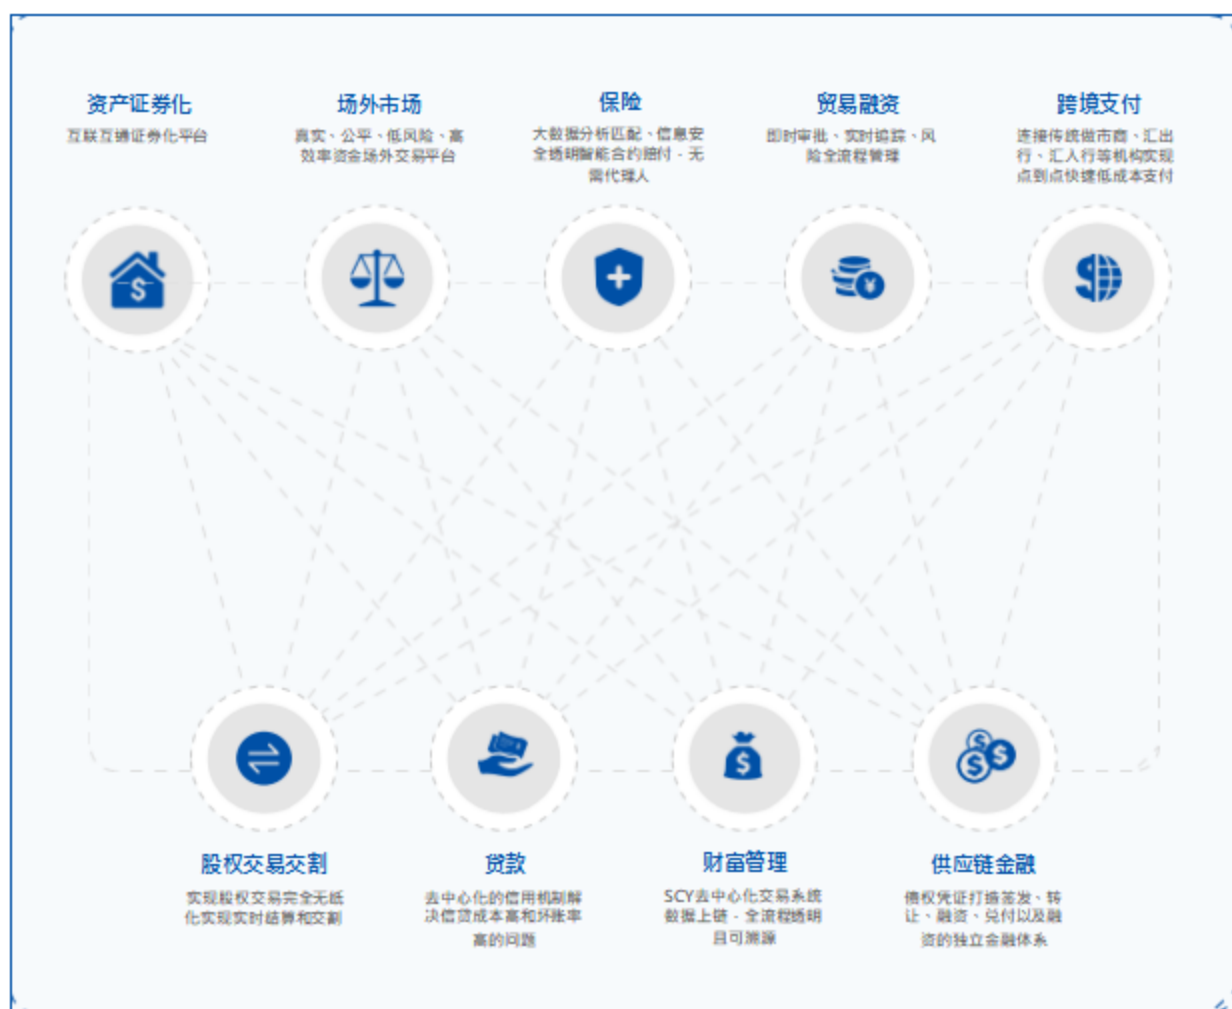 资产证券化
互联互通证券化平台
场外市场
真实、公平、低风险、高
效率资金场外交易平台
保险
大数据分析匹配、信息安
全透明智能合约赔付 - 无
需代理人
贸易融资
即时审批、实时追踪、风
险全流程管理
跨境支付
连接传统做市商、汇出
行、汇入行等机构实现
点到点快速低成本支付
股权交易交割
实现股权交易完全无纸
化实现实时结算和交割
贷款
去中心化的信用机制解
决信贷成本高和坏账率
高的问题
财富管理
SCY去中心化交易系统
数据上链 - 全流程透明
且可溯源
供应链金融
债权凭证打造签发、转
让、融资、兑付以及融
资的独立金融体系